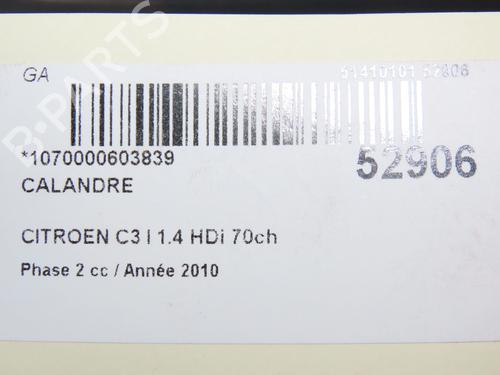 GA
51410101 52906
*1070000603839
52906
CALANDRE
CITROEN C3 I 1.4 HDi 70ch
Phase 2 cc / Année 2010
B-PARTS